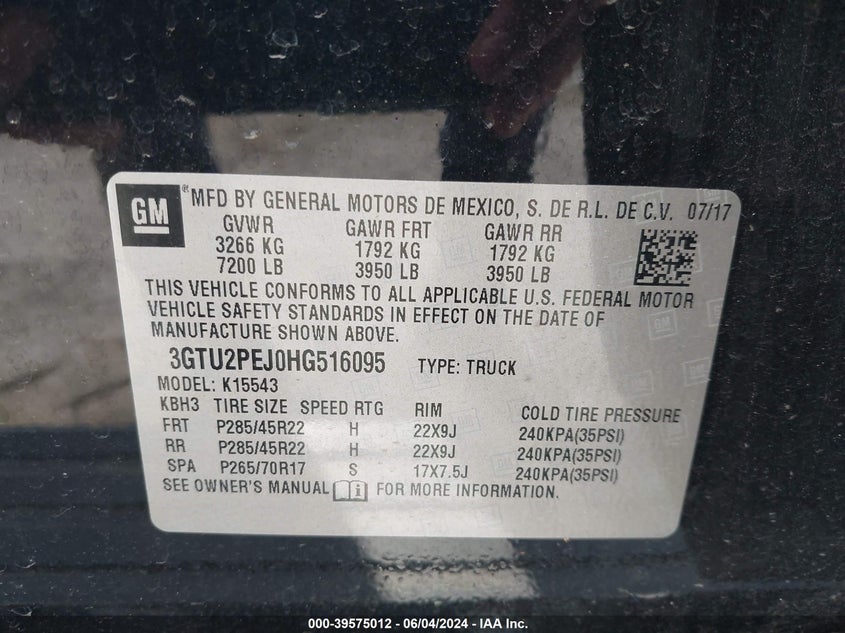 GM ® MFD BY GENERAL MOTORS DE MEXICO, S. DE R.L. DE C.V. 07/17
GVWR GAWR FRT GAWR RR
3266 KG 1792 KG 1792 KG
7200 LB 3950 LB 3950 LB
THIS VEHICLE CONFORMS TO ALL APPLICABLE U.S. FEDERAL MOTOR
VEHICLE SAFETY STANDARDS IN EFFECT ON THE DATE OF
MANUFACTURE SHOWN ABOVE.
3GTU2PEJ0HG516095 TYPE: TRUCK
MODEL: K15543
KBH3 TIRE SIZE SPEED RTG RIM COLD TIRE PRESSURE
FRT P285/45R22 H 22X9J 240KPA(35PSI)
RR P285/45R22 H 22X9J 240KPA(35PSI)
SPA P265/70R17 S 17X7.5J 240KPA(35PSI)
SEE OWNER'S MANUAL FOR MORE INFORMATION.
000-39575012 - 06/04/2024 - IAA Inc.